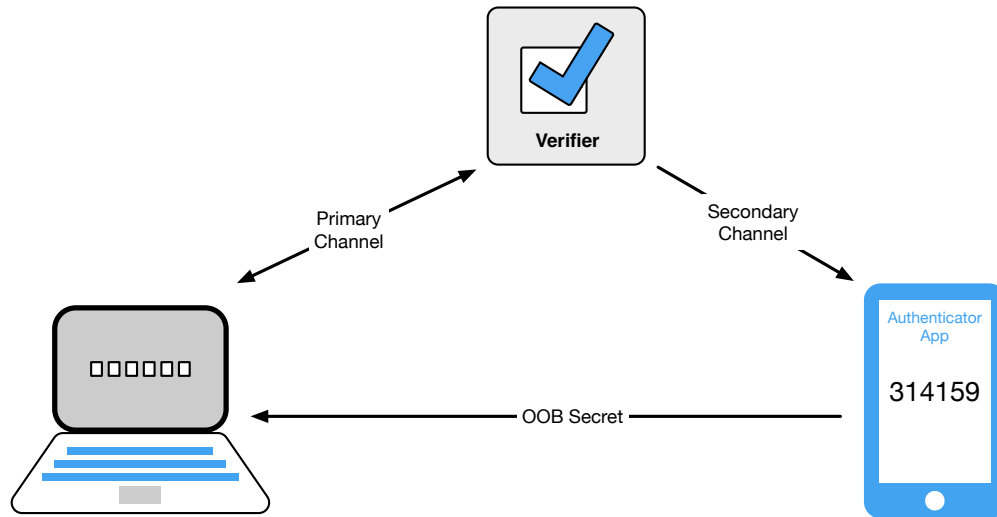 Verifier
Primary
Channel
Secondary
Channel
Authenticator
App
314159
OOB Secret